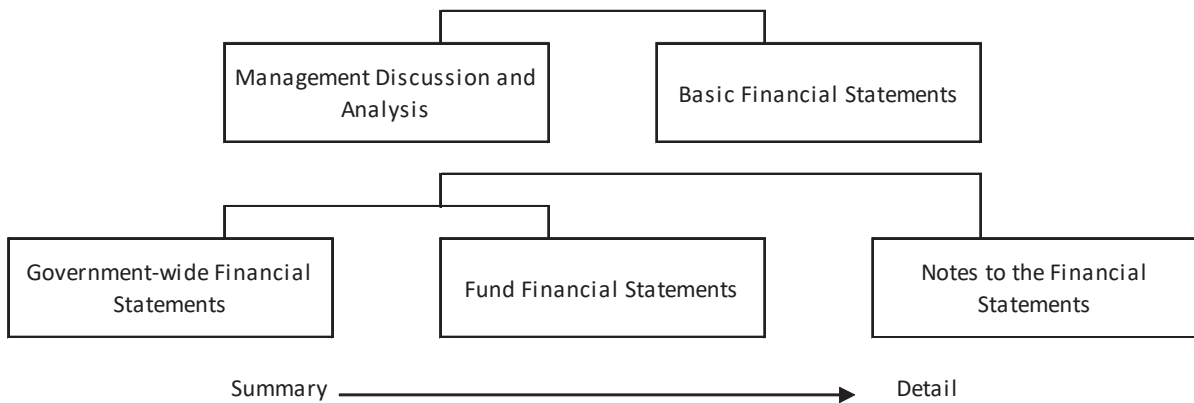 Management Discussion and
Analysis
Basic Financial Statements
Government-wide Financial
Statements
Fund Financial Statements
Notes to the Financial
Statements
Summary
Detail